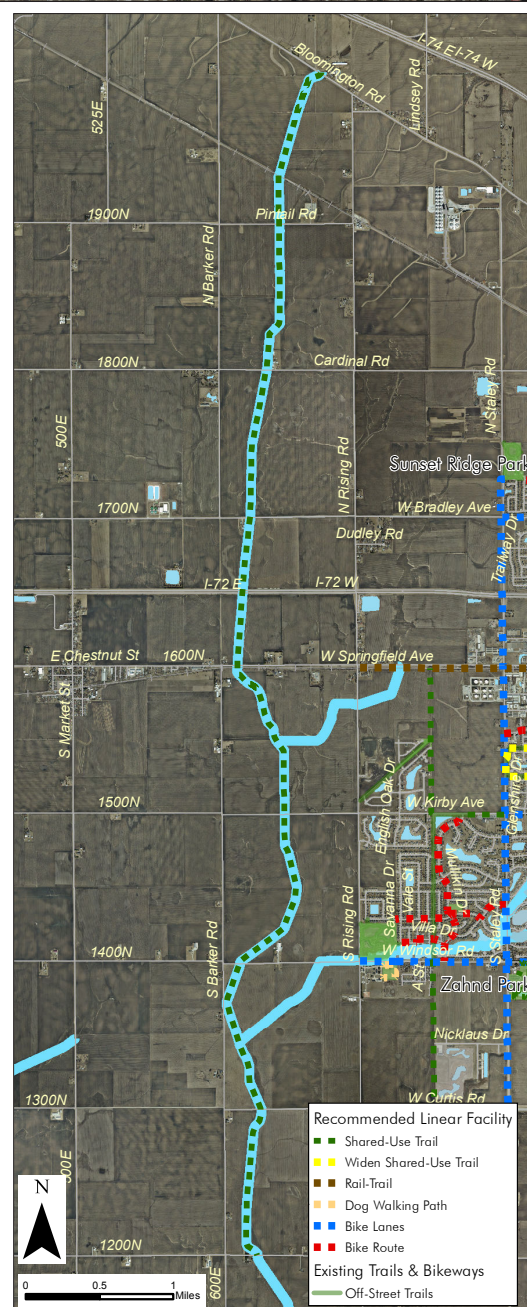 I-74 E I-74 W
Bloomington Rd
Lindsey Rd
525E
1900N
Pintail Rd
N Barker Rd
1800N
Cardinal Rd
N Staley Rd
500E
N Rising Rd
Sunset Ridge Park
1700N
W Bradley Ave
Dudley Rd
Trailway Dr
I-72 E
I-72 W
E Chestnut St
1600N
W Springfield Ave
S Market St
English Oak Dr
Glenshire Dr
1500N
W Kirby Ave
Savanna Dr
Vale St
Mullikin Dr
S Rising Rd
S Barker Rd
Villa Dr
S Staley Rd
1400N
W Windsor Rd
Zahnd Park
Nicklaus Dr
1300N
W Curtis Rd
Recommended Linear Facility
Shared-Use Trail
Widen Shared-Use Trail
Rail-Trail
Dog Walking Path
Bike Lanes
Bike Route
Existing Trails & Bikeways
Off-Street Trails
N
1200N
600E
0 0.5 1
Miles